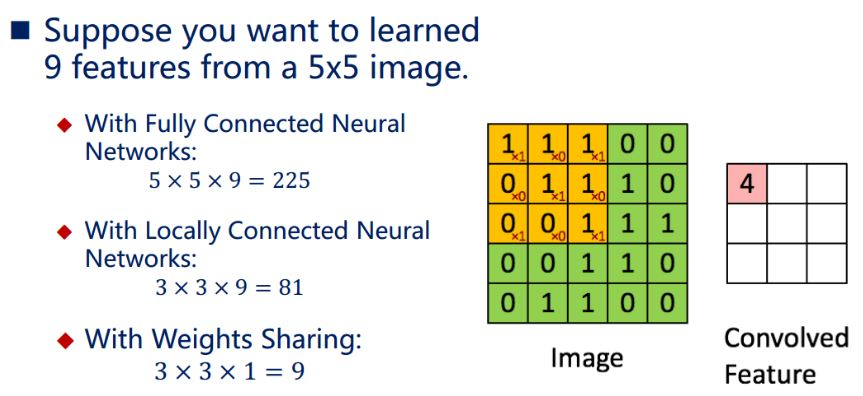 Suppose you want to learned
9 features from a 5x5 image.
With Fully Connected Neural
Networks:
5 × 5 × 9 = 225
With Locally Connected Neural
Networks:
3 × 3 × 9 = 81
With Weights Sharing:
3 × 3 × 1 = 9
1×1 1×0 1×1 0 0
0×0 1×1 1×0 1 0
0×1 0×0 1×1 1 1
0 0 1 1 0
0 1 1 0 0
Image
4
Convolved
Feature